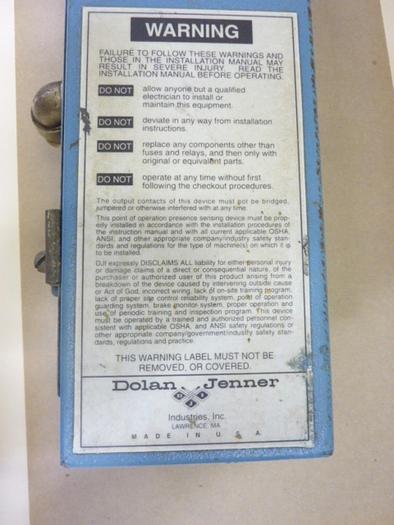 WARNING
FAILURE TO FOLLOW THESE WARNINGS AND
THOSE IN THE INSTALLATION MANUAL MAY
RESULT IN SEVERE INJURY. READ THE
INSTALLATION MANUAL BEFORE OPERATING.
DO NOT allow anyone but a qualified
electrician to install or
maintain this equipment.
DO NOT deviate in any way from installation
instructions.
DO NOT replace any components other than
fuses and relays, and then only with
original or equivalent parts.
DO NOT operate at any time without first
following the checkout procedures.
The output contacts of this device must not be bridged,
jumpered or otherwise interfered with at any time.
This point of operation presence sensing device must be prop-
erly installed in accordance with the installation procedures of
the instruction manual and with all current applicable OSHA,
ANSI, and other appropriate company/industry safety stan-
dards and regulations for the type of machine(s) on which it is
to be installed.
DJI expressly DISCLAIMS ALL liability for either personal injury
or damage claims of a direct or consequential nature, of the
purchaser or authorized user of this product arising from a
breakdown of the device caused by intervening outside cause
or Act of God, incorrect wiring, lack of on-site training program,
lack of proper site control reliability system, point of operation
guarding system, brake monitor system, proper operation and
use of periodic training and inspection program. This device
must be operated by a trained and authorized personnel con-
sistent with applicable OSHA, and ANSI safety regulations or
other appropriate company/government/industry safety stan-
dards, regulations and practice.
THIS WARNING LABEL MUST NOT BE
REMOVED, OR COVERED.
Dolan Jenner
DJI
Industries, Inc.
LAWRENCE, MA
MADE IN U.S.A.